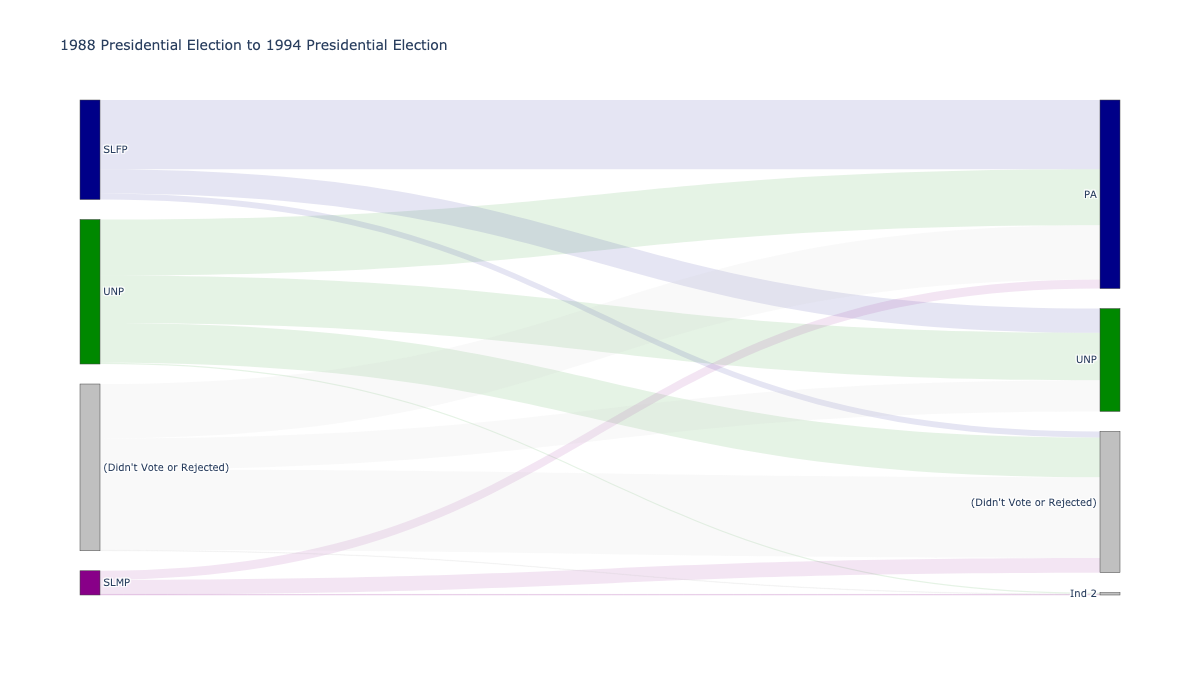 1988 Presidential Election to 1994 Presidential Election
SLFP
PA
UNP
UNP
(Didn't Vote or Rejected)
(Didn't Vote or Rejected)
SLMP
Ind 2